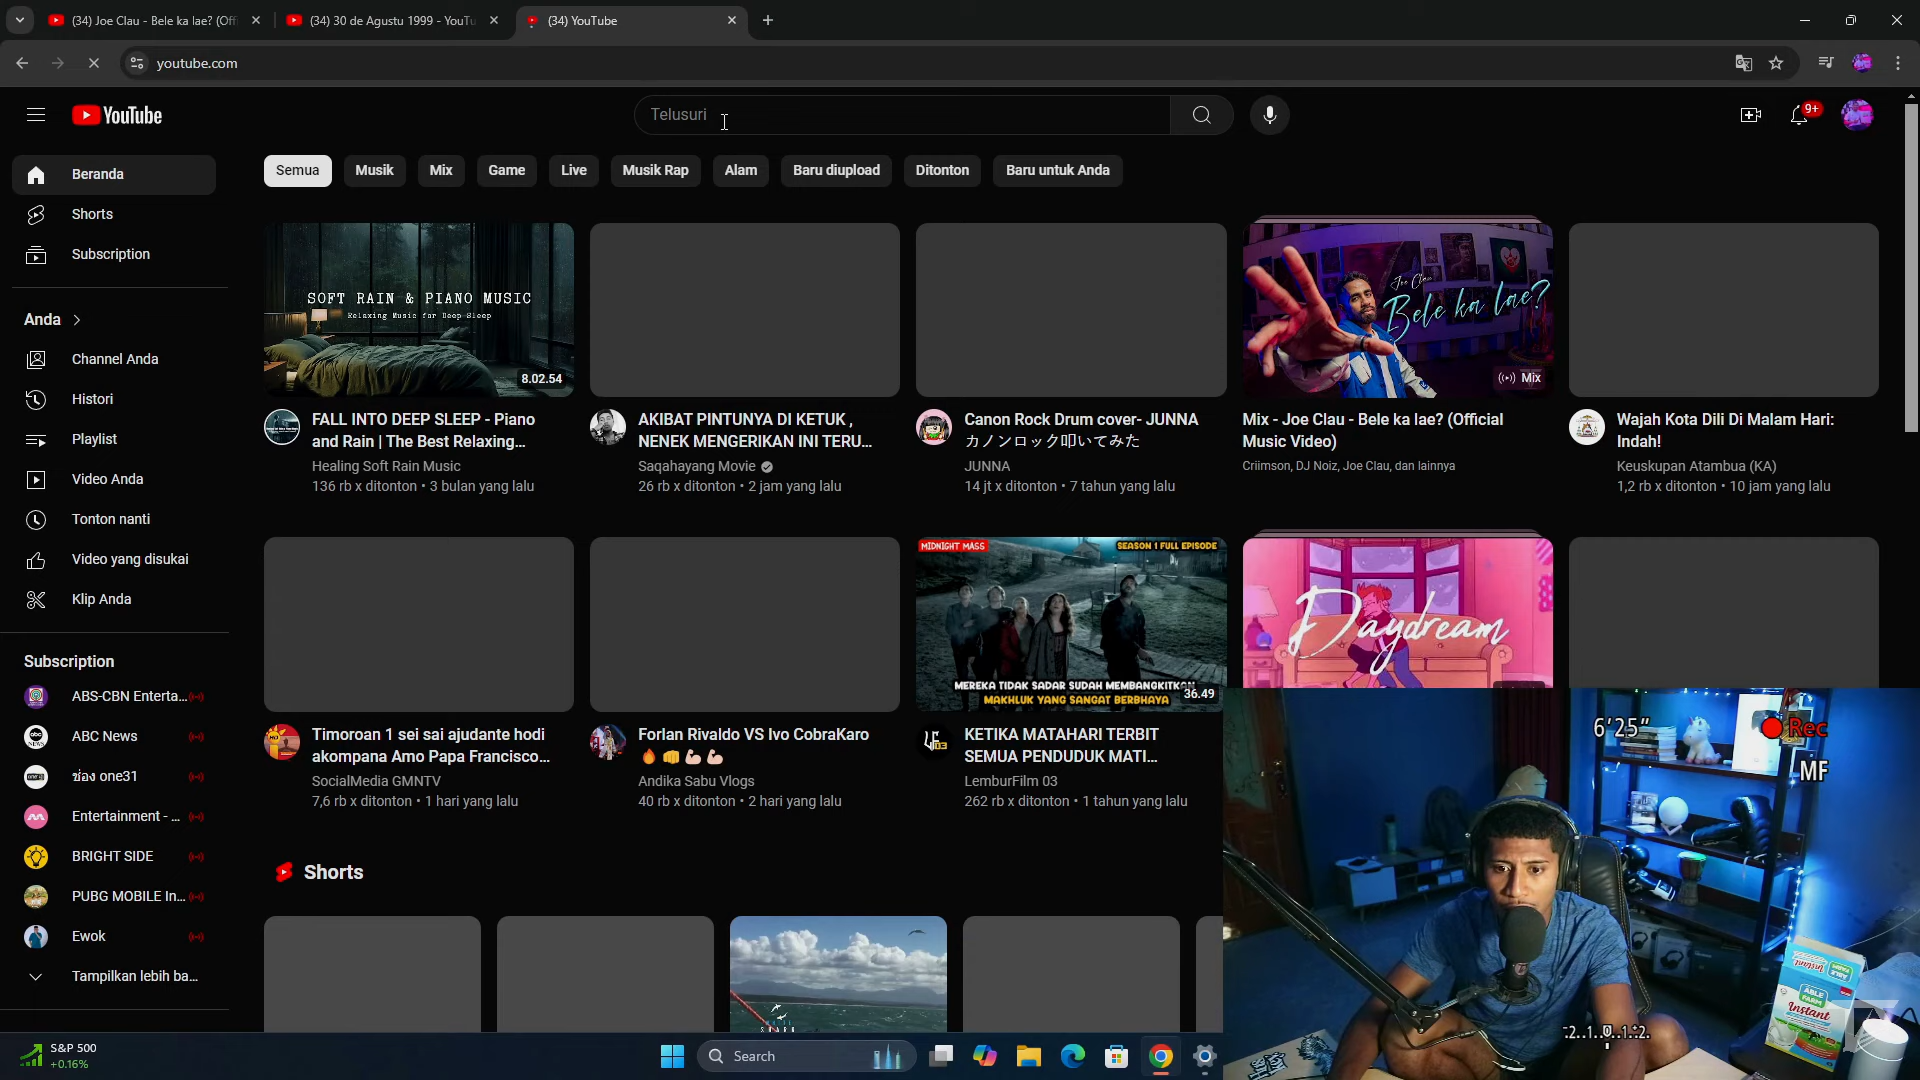 (34) Joe Clau - Bele ka lae? (Off
(34) 30 de Agustu 1999 - YouTu
(34) YouTube
youtube.com
YouTube
Telusuri
9+
Beranda
Shorts
Subscription
Anda
Channel Anda
Histori
Playlist
Video Anda
Tonton nanti
Video yang disukai
Klip Anda
Subscription
ABS-CBN Enterta...
ABC News
ช่อง one31
Entertainment - ...
BRIGHT SIDE
PUBG MOBILE In...
Ewok
Tampilkan lebih ba...
Semua
Musik
Mix
Game
Live
Musik Rap
Alam
Baru diupload
Ditonton
Baru untuk Anda
SOFT RAIN & PIANO MUSIC
Relaxing Music for Deep Sleep
8.02.54
FALL INTO DEEP SLEEP - Piano
and Rain | The Best Relaxing...
Healing Soft Rain Music
136 rb x ditonton • 3 bulan yang lalu
AKIBAT PINTUNYA DI KETUK ,
NENEK MENGERIKAN INI TERU...
Saqahayang Movie
26 rb x ditonton • 2 jam yang lalu
Canon Rock Drum cover- JUNNA
カノンロック叩いてみた
JUNNA
14 jt x ditonton • 7 tahun yang lalu
Joe Clau
Bele ka lae?
Mix
Mix - Joe Clau - Bele ka lae? (Official
Music Video)
Criimson, DJ Noiz, Joe Clau, dan lainnya
Wajah Kota Dili Di Malam Hari:
Indah!
Keuskupan Atambua (KA)
1,2 rb x ditonton • 10 jam yang lalu
Timoroan 1 sei sai ajudante hodi
akompana Amo Papa Francisco...
SocialMedia GMNTV
7,6 rb x ditonton • 1 hari yang lalu
Forlan Rivaldo VS Ivo CobraKaro
🔥 👊 💪 💪
Andika Sabu Vlogs
40 rb x ditonton • 2 hari yang lalu
MIDNIGHT MASS
SEASON 1 FULL EPISODE
MEREKA TIDAK SADAR SUDAH MEMBANGKITKAN
MAKHLUK YANG SANGAT BERBHAYA
36.49
KETIKA MATAHARI TERBIT
SEMUA PENDUDUK MATI...
LemburFilm 03
262 rb x ditonton • 1 tahun yang lalu
Daydream
Shorts
6'25"
Rec
MF
Instant
ABLE
FARM
Instant
-2..1..0..1..2.
S&P 500
+0.16%
Search